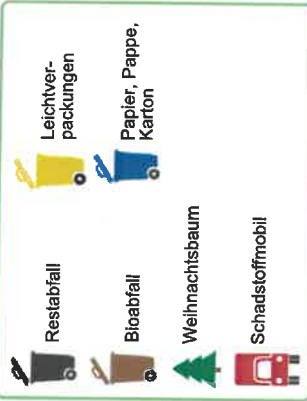 Restabfall
Bioabfall
Weihnachtsbaum
Schadstoffmobil
Leichtver-
packungen
Papier, Pappe,
Karton